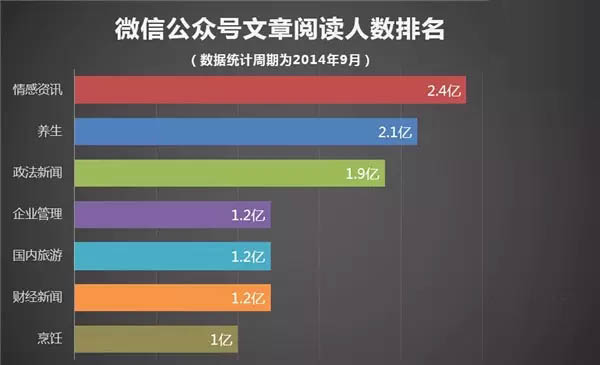 微信公众号文章阅读人数排名
（数据统计周期为2014年9月）
情感资讯 2.4亿
养生 2.1亿
政法新闻 1.9亿
企业管理 1.2亿
国内旅游 1.2亿
财经新闻 1.2亿
烹饪 1亿